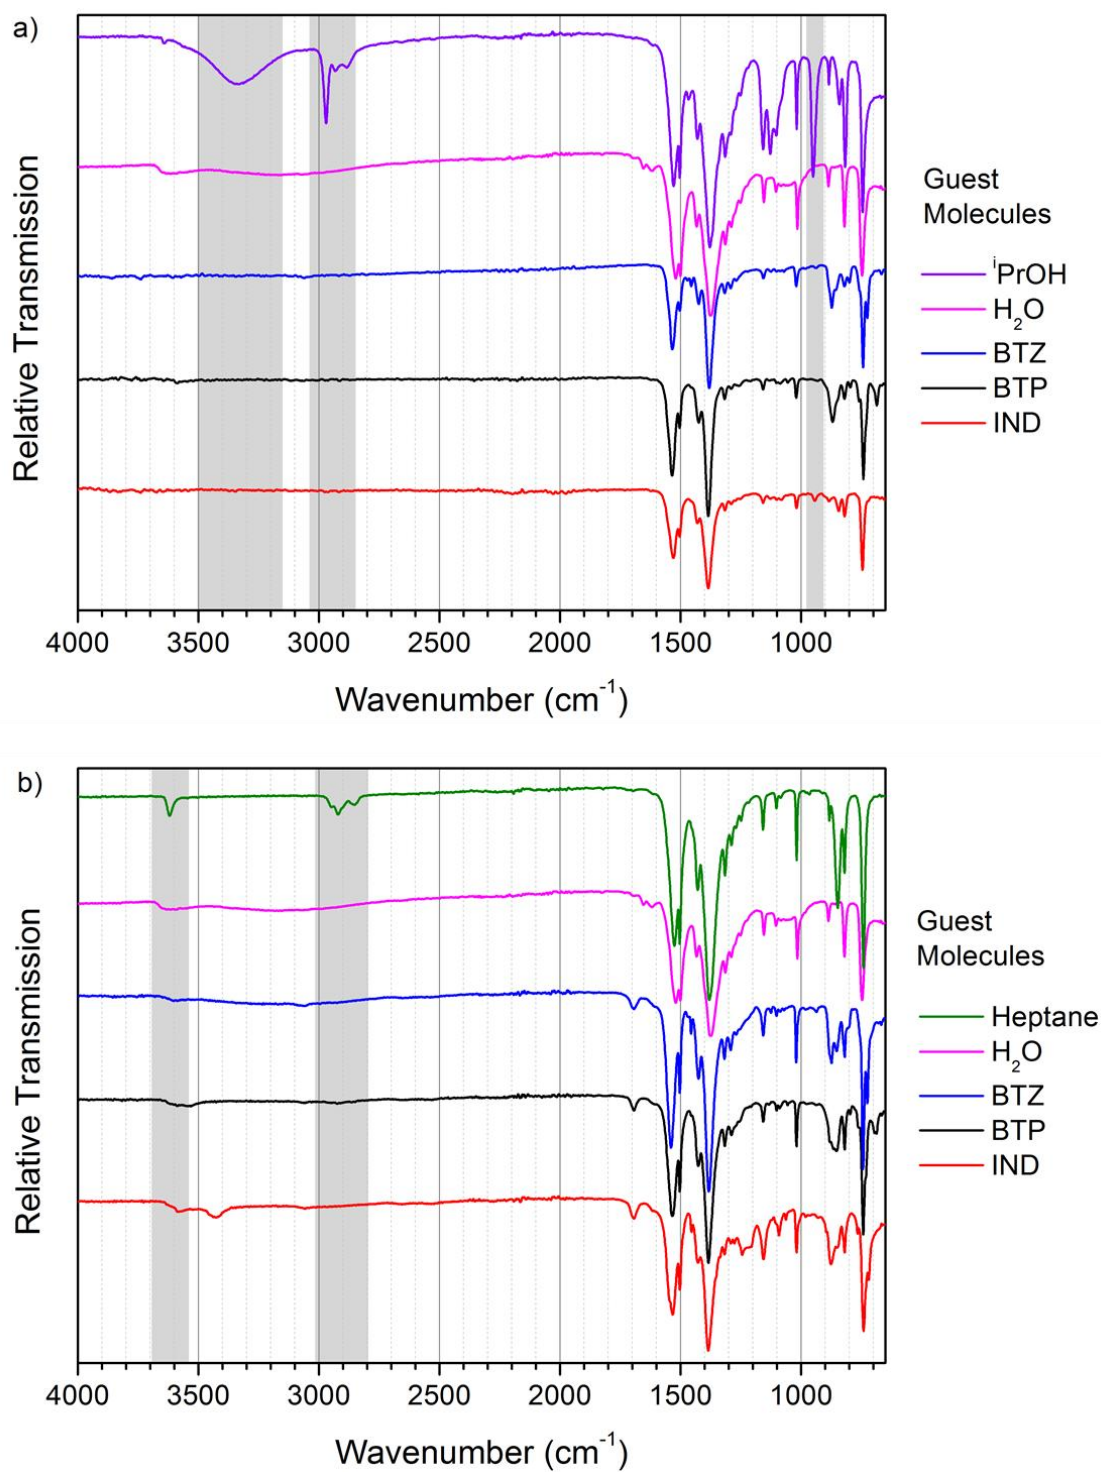 a)
Relative Transmission
Guest
Molecules
ⁱPrOH
H₂O
BTZ
BTP
IND
4000 3500 3000 2500 2000 1500 1000
Wavenumber (cm⁻¹)
b)
Relative Transmission
Guest
Molecules
Heptane
H₂O
BTZ
BTP
IND
4000 3500 3000 2500 2000 1500 1000
Wavenumber (cm⁻¹)